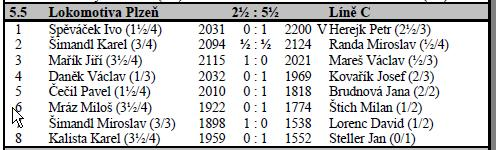 5.5 Lokomotiva Plzeň 2½ : 5½ Líně C
1 Spěváček Ivo (1½/4) 2031 0 : 1 2200 V Herejk Petr (2½/3)
2 Šimandl Karel (3/4) 2094 ½ : ½ 2124 Randa Miroslav (½/4)
3 Mařík Jiří (3½/4) 2115 1 : 0 2021 Mareš Václav (½/3)
4 Daněk Václav (1/3) 2032 0 : 1 1969 Kovařík Josef (2/3)
5 Čečil Pavel (1½/4) 2010 0 : 1 1818 Brudnová Jana (2/2)
6 Mráz Miloš (3½/4) 1922 0 : 1 1774 Štich Milan (1/2)
Šimandl Miroslav (3/3) 1898 1 : 0 1538 Lorenc David (1/2)
8 Kalista Karel (3½/4) 1959 0 : 1 1552 Steller Jan (0/1)